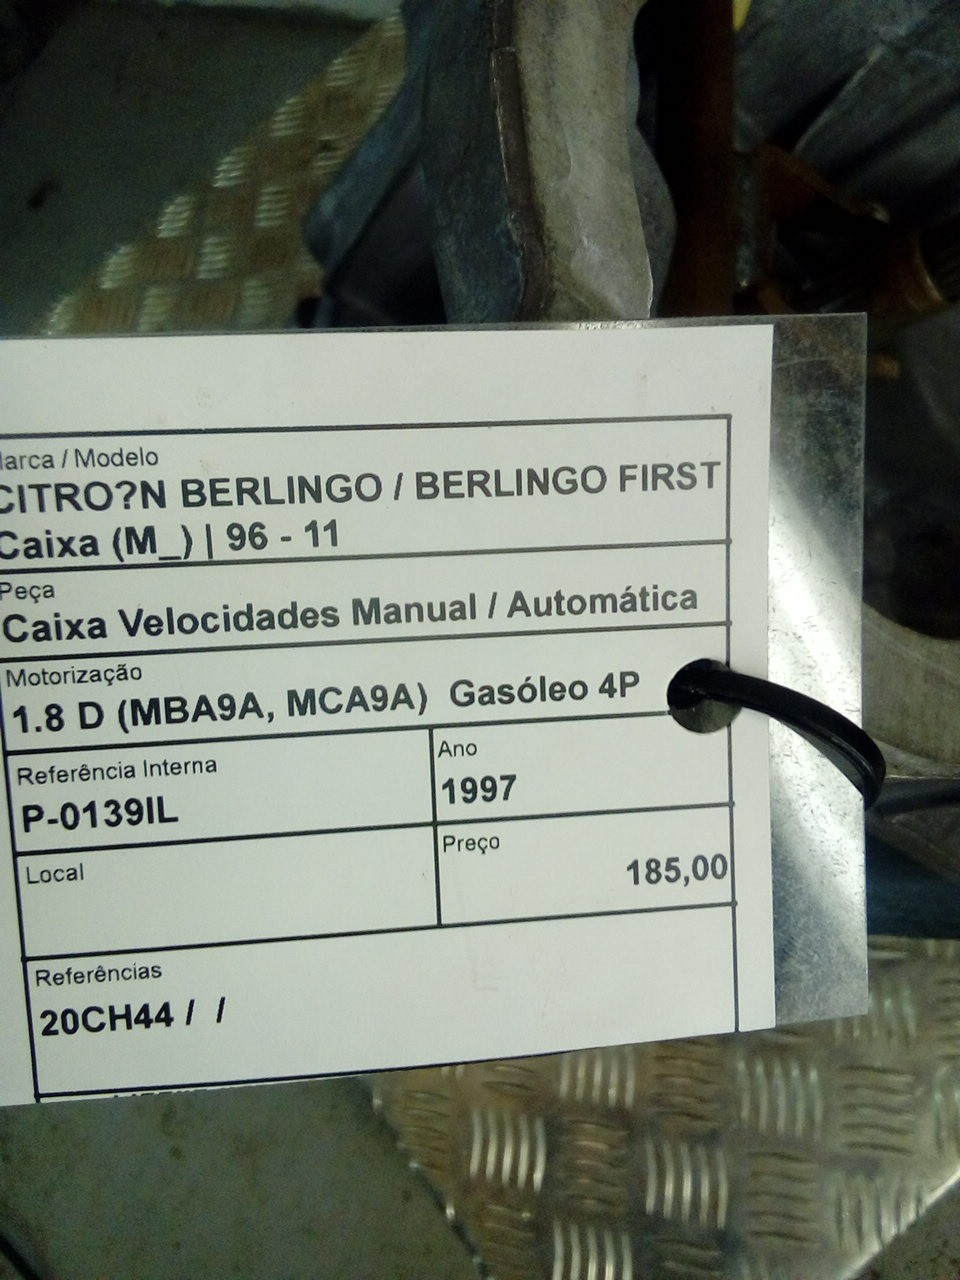 Marca / Modelo
CITRO?N BERLINGO / BERLINGO FIRST
Caixa (M_) | 96 - 11
Peça
Caixa Velocidades Manual / Automática
Motorização
1.8 D (MBA9A, MCA9A) Gasóleo 4P
Referência Interna
P-0139IL
Ano
1997
Local
Preço
185,00
Referências
20CH44 / /